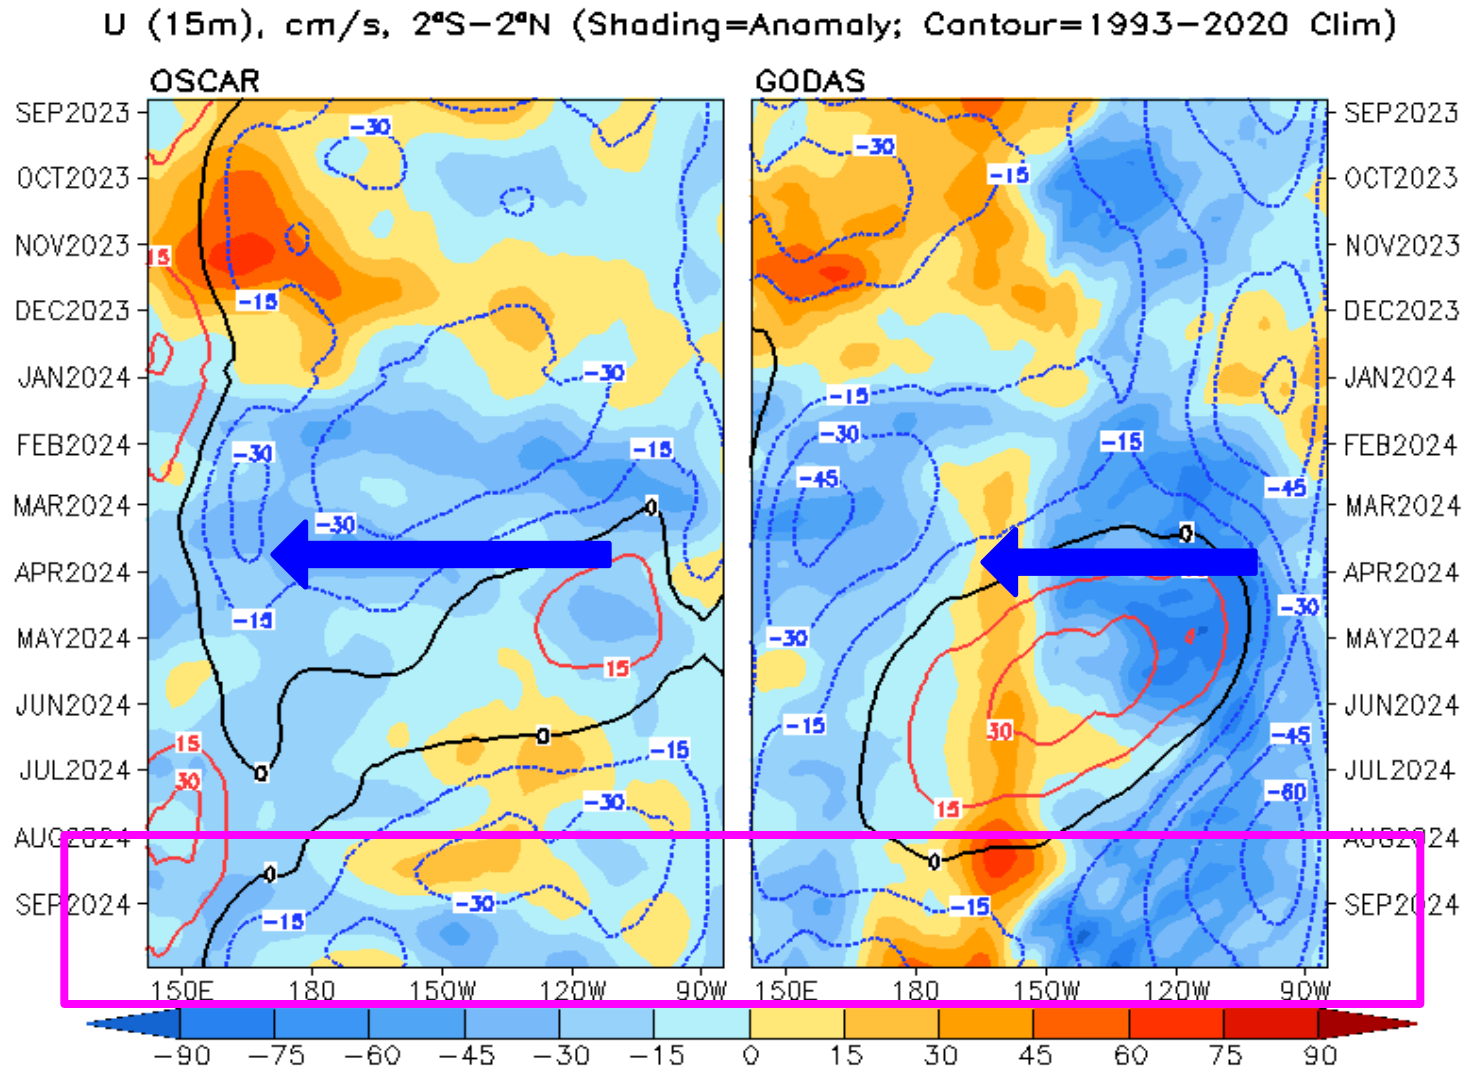 U (15m), cm/s, 2°S−2°N (Shading=Anomaly; Contour=1993−2020 Clim)
OSCAR
GODAS
SEP2023
OCT2023
NOV2023
DEC2023
JAN2024
FEB2024
MAR2024
APR2024
MAY2024
JUN2024
JUL2024
AUG2024
SEP2024
-30
15
-15
-30
-15
-30
-30
0
-15
15
15
0
-15
30
0
-30
0
-30
-15
150E 180 150W 120W 90W
-30
-15
-15
-30
-15
-45
-45
0
-30
-30
-15
30
-45
15
-60
0
-15
150E 180 150W 120W 90W
SEP2023
OCT2023
NOV2023
DEC2023
JAN2024
FEB2024
MAR2024
APR2024
MAY2024
JUN2024
JUL2024
AUG2024
SEP2024
−90 −75 −60 −45 −30 −15 0 15 30 45 60 75 90